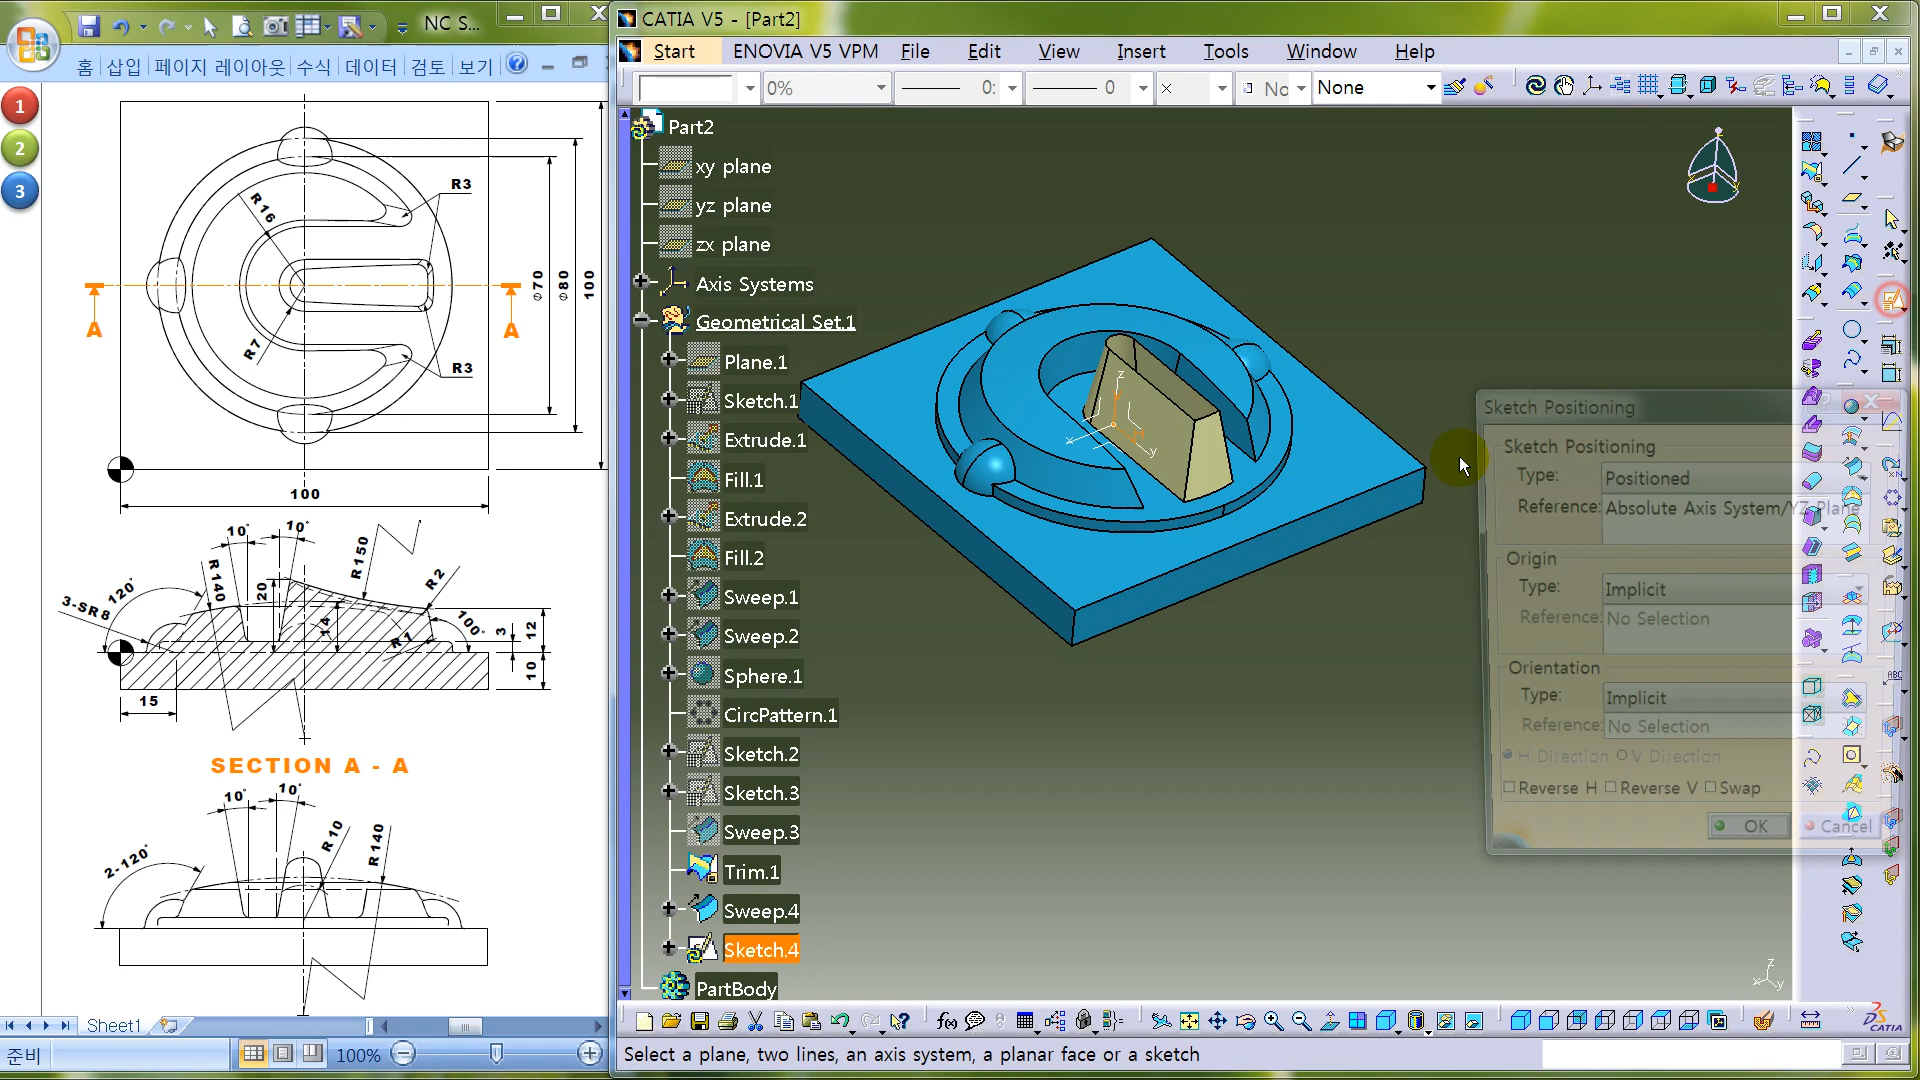 NC S...
홈 삽입 페이지 레이아웃 수식 데이터 검토 보기
1
2
3
R16
R3
R7
R3
Ø70
Ø80
100
A
A
100
10°
10°
R150
R140
20
R2
120°
3-SR8
14
R1
100°
3
12
10
15
SECTION A - A
10°
10°
R10
R140
2-120°
Sheet1
준비
100%
CATIA V5 - [Part2]
Start
ENOVIA V5 VPM
File
Edit
View
Insert
Tools
Window
Help
0%
0:
0
No
None
Part2
xy plane
yz plane
zx plane
Axis Systems
Geometrical Set.1
Plane.1
Sketch.1
Extrude.1
Fill.1
Extrude.2
Fill.2
Sweep.1
Sweep.2
Sphere.1
CircPattern.1
Sketch.2
Sketch.3
Sweep.3
Trim.1
Sweep.4
Sketch.4
PartBody
z
x
y
H
Sketch Positioning
Sketch Positioning
Type: Positioned
Reference: Absolute Axis System/YZ Plane
Origin
Type: Implicit
Reference: No Selection
Orientation
Type: Implicit
Reference: No Selection
H Direction V Direction
Reverse H Reverse V Swap
OK Cancel
z
x
y
f(x)
CATIA
Select a plane, two lines, an axis system, a planar face or a sketch